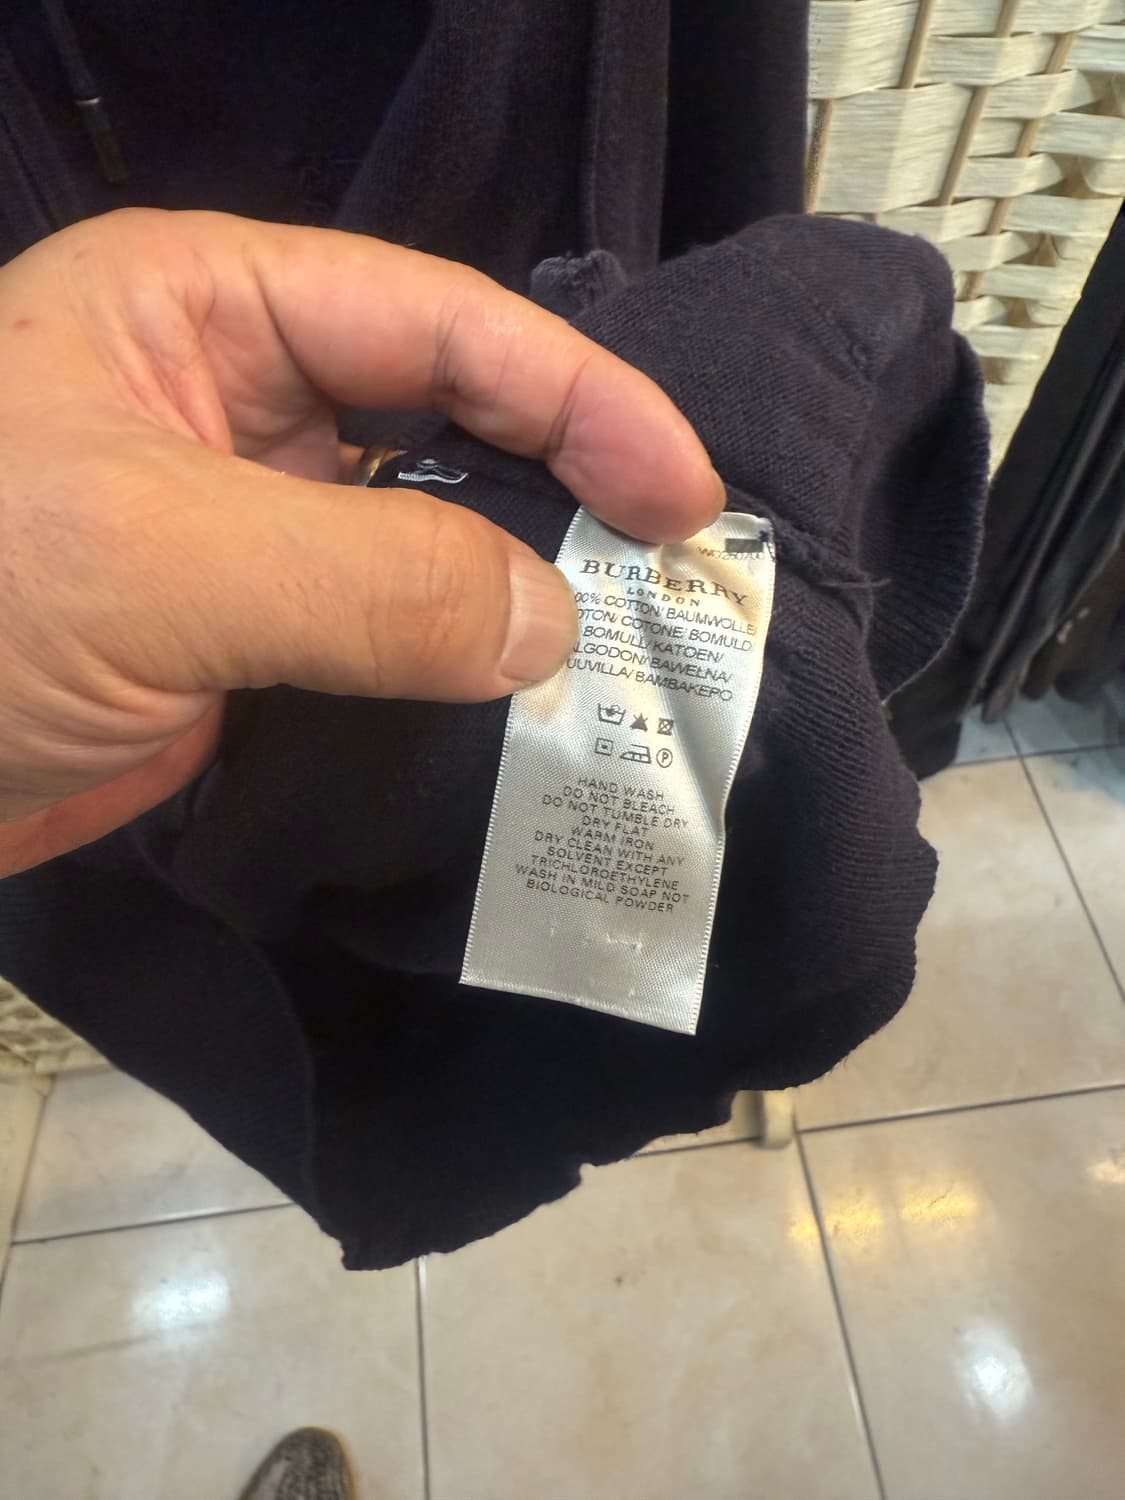 BURBERRY
LONDON
00% COTTON/ BAUMWOLLE/
OTON/ COTONE/ BOMULD/
BOMULL/ KATOEN/
ALGODON/ BAWEŁNA/
UUVILLA/ BAMBAKEPO
HAND WASH
DO NOT BLEACH
DO NOT TUMBLE DRY
DRY FLAT
WARM IRON
DRY CLEAN WITH ANY
SOLVENT EXCEPT
TRICHLOROETHYLENE
WASH IN MILD SOAP NOT
BIOLOGICAL POWDER